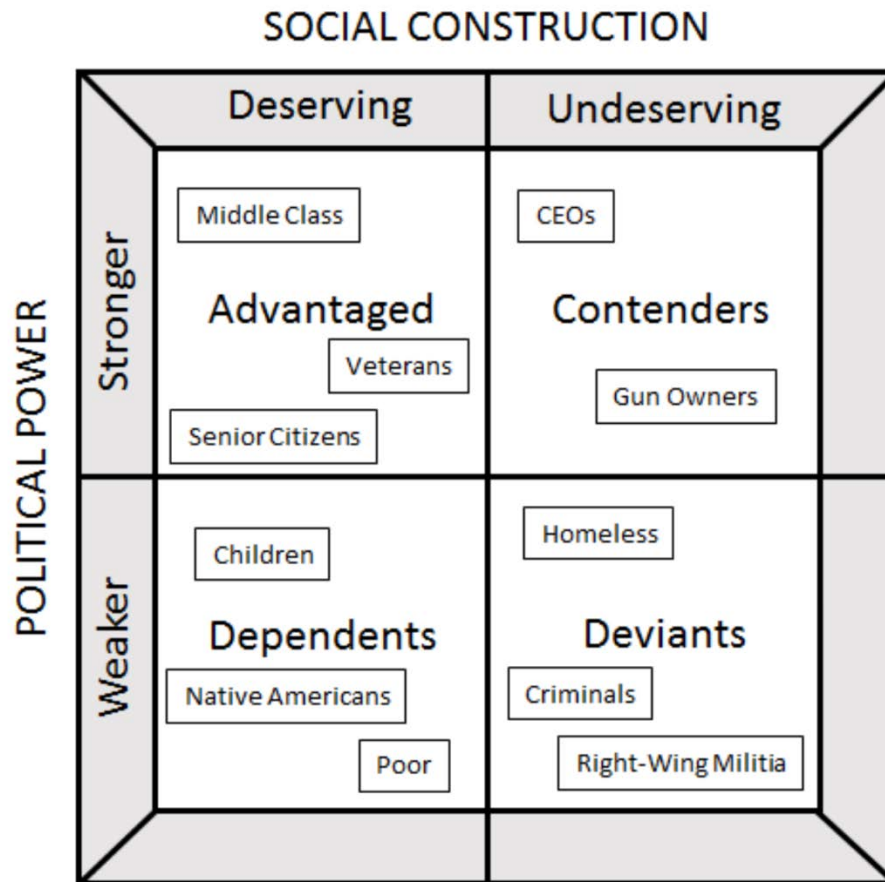 SOCIAL CONSTRUCTION
Deserving
Undeserving
POLITICAL POWER
Stronger
Middle Class
Advantaged
Veterans
Senior Citizens
CEOs
Contenders
Gun Owners
Weaker
Children
Dependents
Native Americans
Poor
Homeless
Deviants
Criminals
Right-Wing Militia